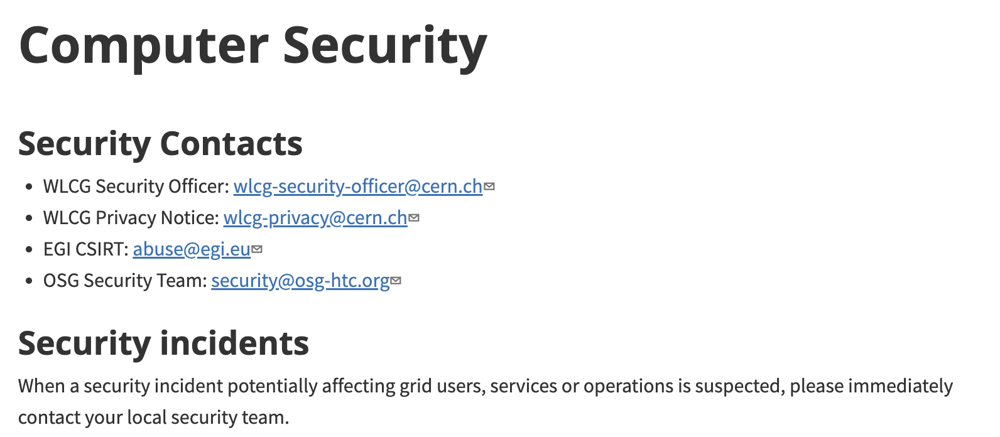 Computer Security
Security Contacts
• WLCG Security Officer: wlcg-security-officer@cern.ch
• WLCG Privacy Notice: wlcg-privacy@cern.ch
• EGI CSIRT: abuse@egi.eu
• OSG Security Team: security@osg-htc.org
Security incidents
When a security incident potentially affecting grid users, services or operations is suspected, please immediately
contact your local security team.